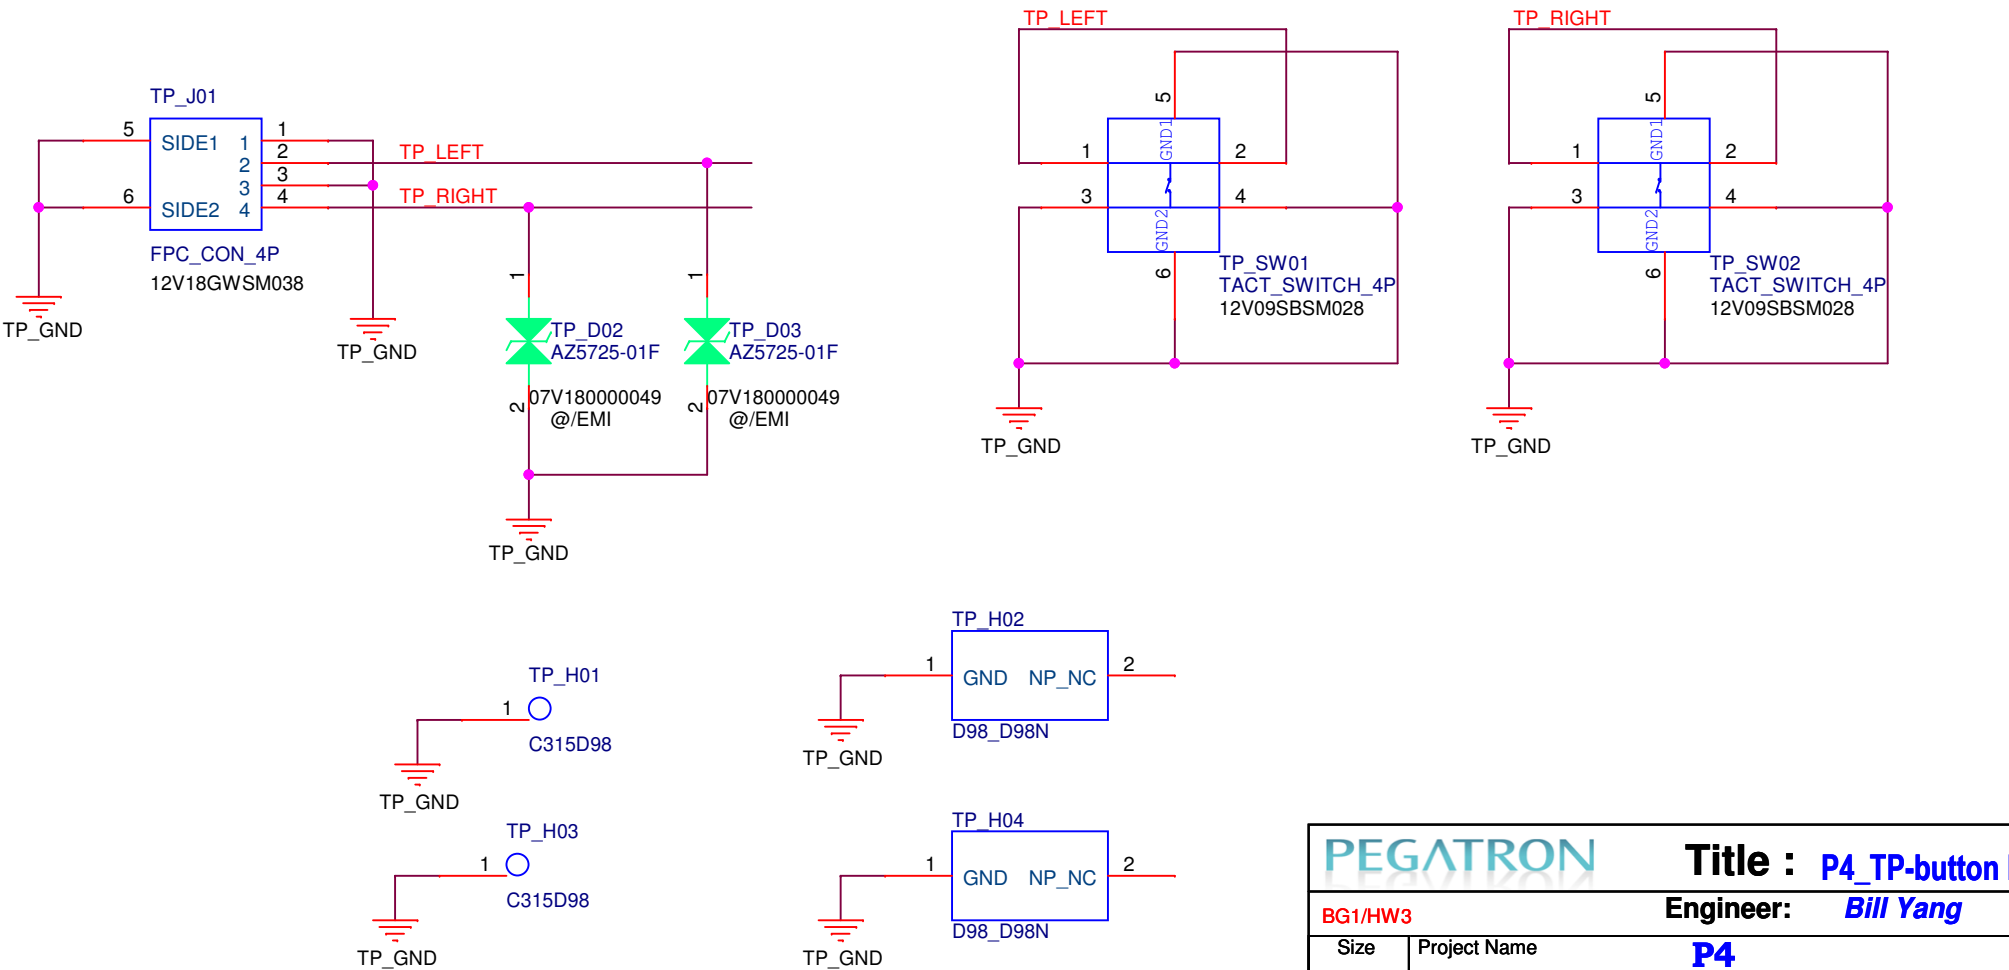 TP_LEFT
TP_RIGHT
TP_J01
5
SIDE1
1
1
2
2
TP_LEFT
3
3
6
SIDE2
4
4
TP_RIGHT
FPC_CON_4P
12V18GWSM038
TP_GND
TP_GND
1
TP_D02
AZ5725-01F
07V180000049
@/EMI
2
1
TP_D03
AZ5725-01F
07V180000049
@/EMI
2
TP_GND
5
GND1
1
2
3
4
GND2
6
TP_SW01
TACT_SWITCH_4P
12V09SBSM028
TP_GND
5
GND1
1
2
3
4
GND2
6
TP_SW02
TACT_SWITCH_4P
12V09SBSM028
TP_GND
TP_H01
1
C315D98
TP_GND
TP_H02
1
GND NP_NC
2
D98_D98N
TP_GND
TP_H03
1
C315D98
TP_GND
TP_H04
1
GND NP_NC
2
D98_D98N
TP_GND
PEGATRON
Title : P4_TP-button
BG1/HW3
Engineer: Bill Yang
Size
Project Name
P4